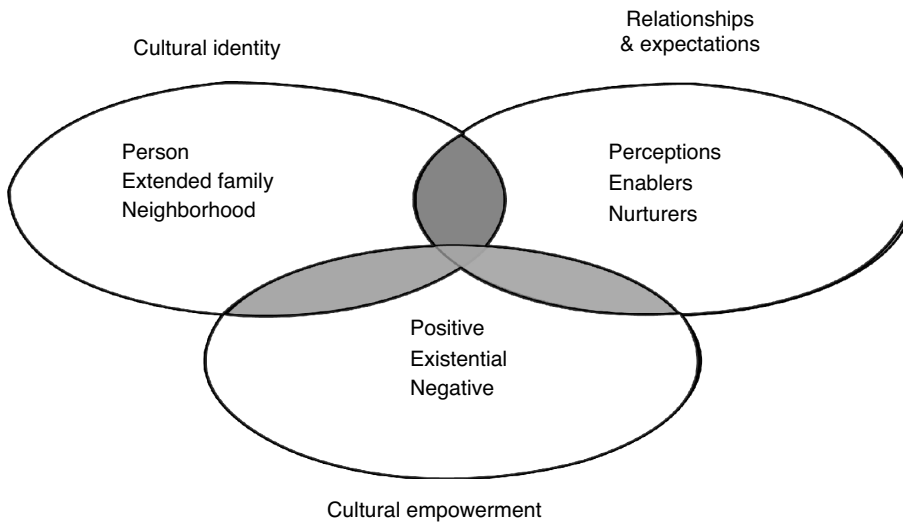 Cultural identity
Relationships
& expectations
Person
Extended family
Neighborhood
Perceptions
Enablers
Nurturers
Positive
Existential
Negative
Cultural empowerment